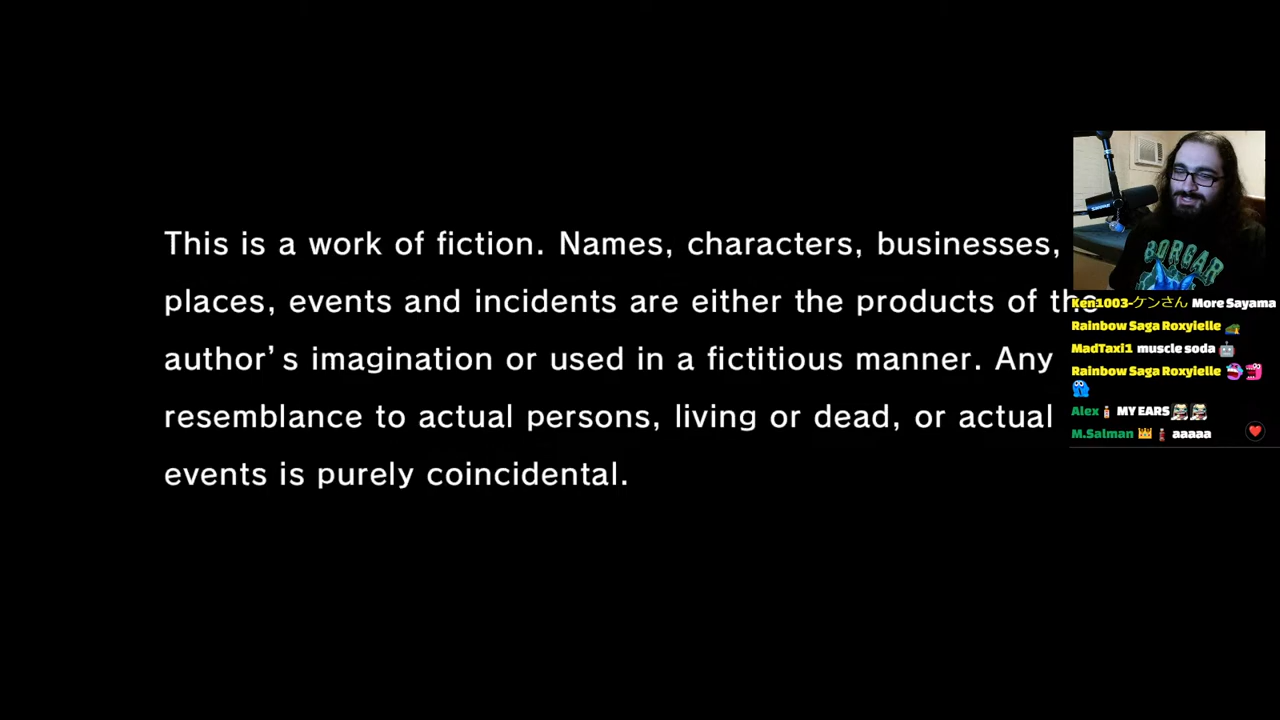 This is a work of fiction. Names, characters, businesses,
places, events and incidents are either the products of the
author's imagination or used in a fictitious manner. Any
resemblance to actual persons, living or dead, or actual
events is purely coincidental.
BORGAR
Ken1003-ケンさん More Sayama
Rainbow Saga Roxyielle
MadTaxi1 muscle soda
Rainbow Saga Roxyielle
Alex MY EARS
M.Salman aaaaa